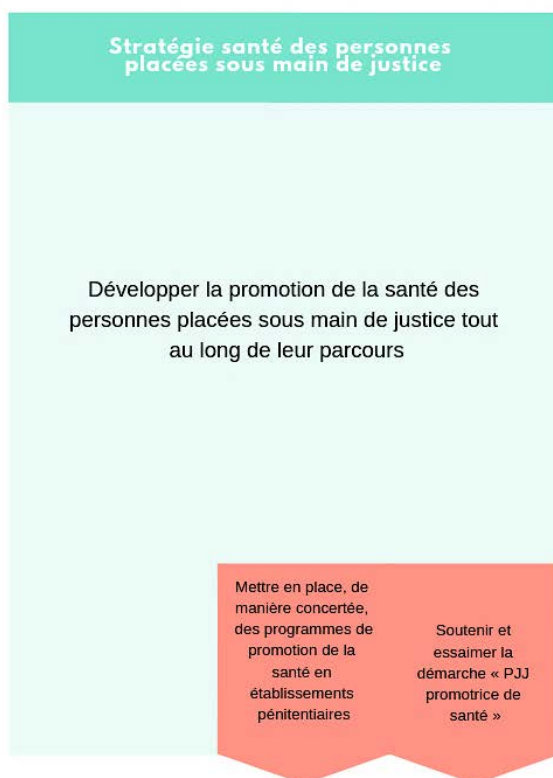 Stratégie santé des personnes
placées sous main de justice
Développer la promotion de la santé des
personnes placées sous main de justice tout
au long de leur parcours
Mettre en place, de
manière concertée,
des programmes de
promotion de la
santé en
établissements
pénitentiaires
Soutenir et
essaimer la
démarche « PJJ
promotrice de
santé »